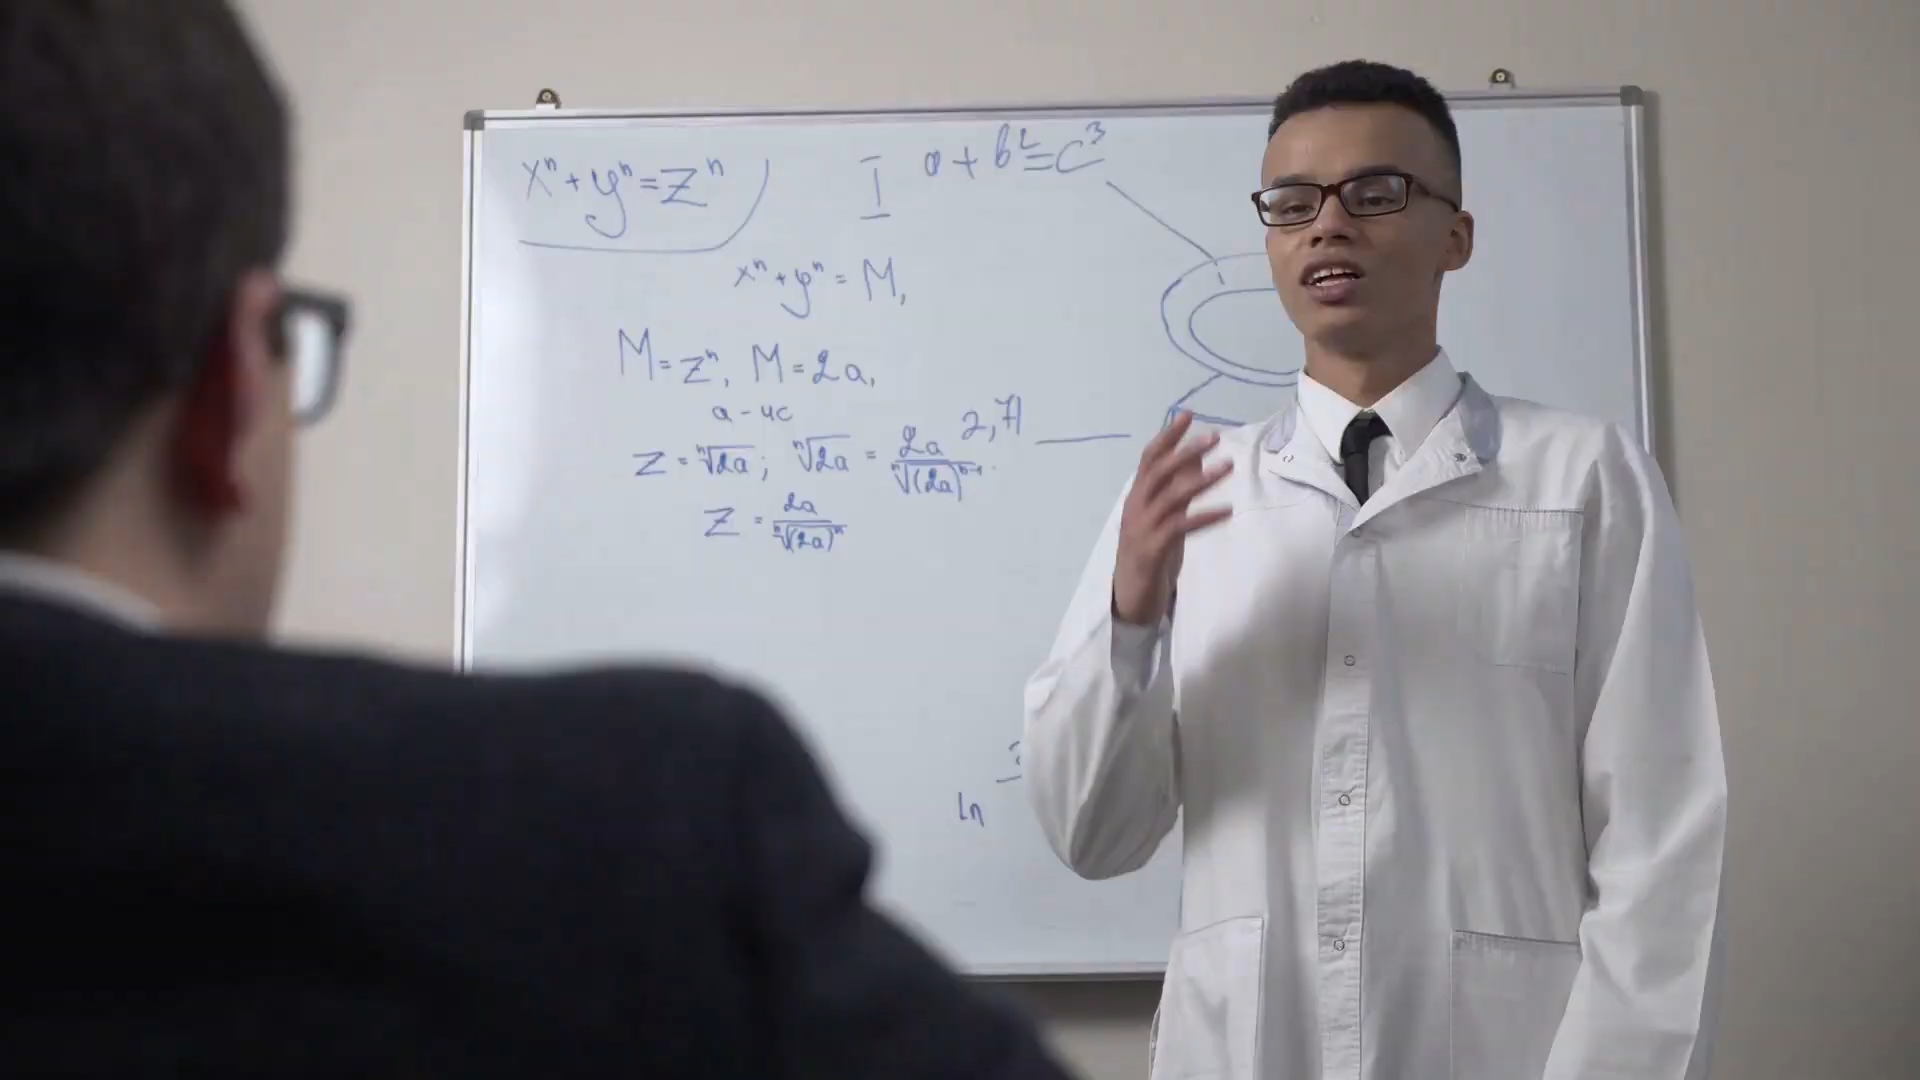 xⁿ + yⁿ = zⁿ
I a + b² = c³
xⁿ + yⁿ = M,
M = zⁿ, M = 2a,
a - чс
2,71
z = ⁿ√2a; ⁿ√2a = 2a / ⁿ√(2a)ⁿ⁻¹.
z = 2a / ⁿ√(2a)ⁿ
ln